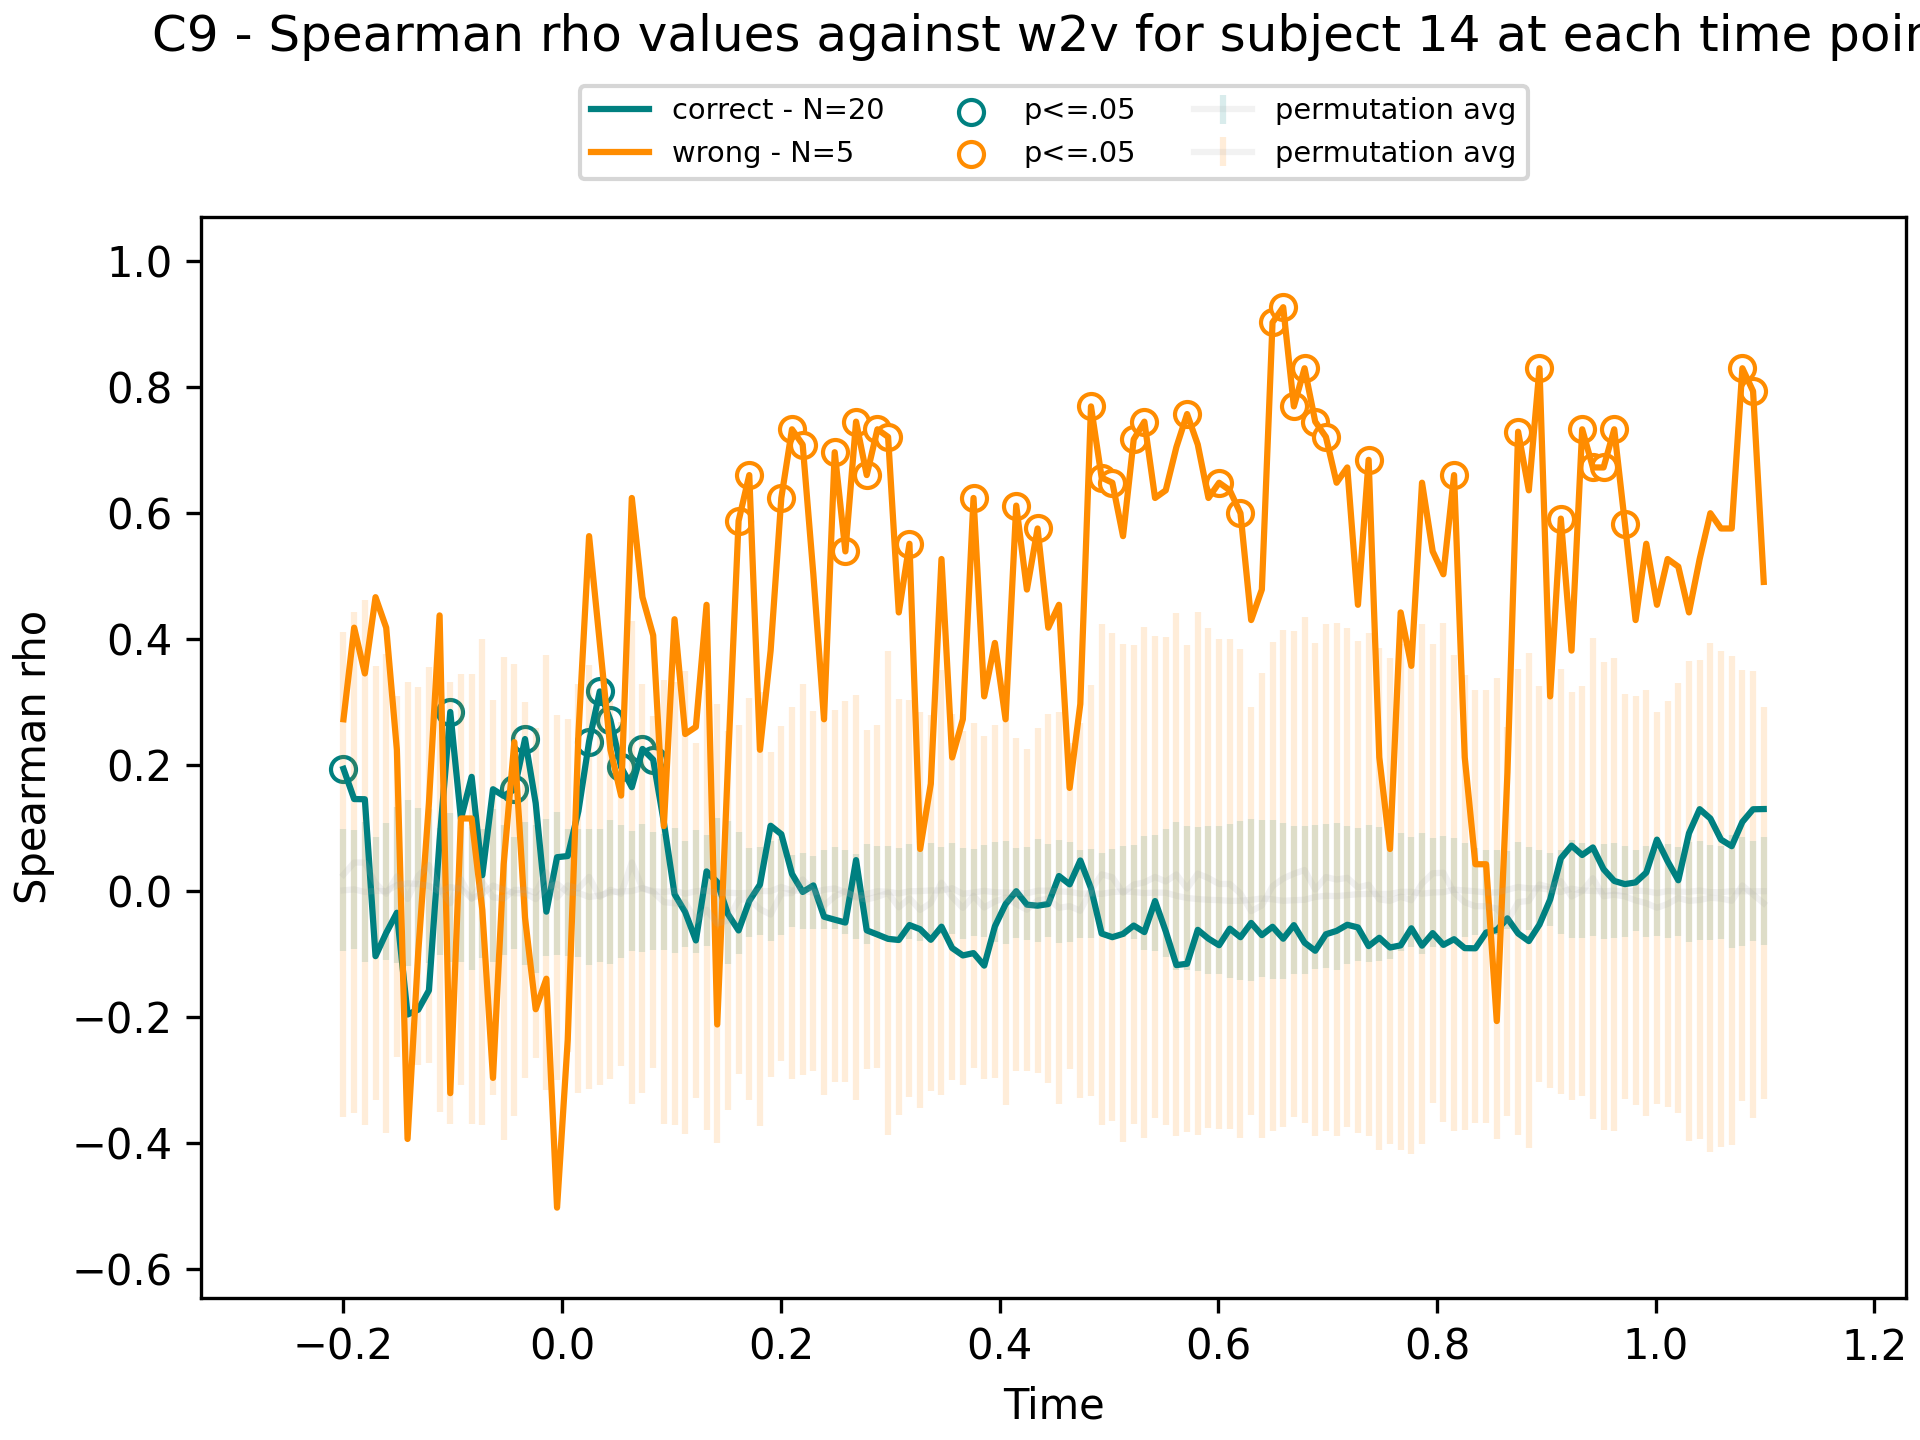 C9 - Spearman rho values against w2v for subject 14 at each time poin
correct - N=20 p<=.05 permutation avg
wrong - N=5 p<=.05 permutation avg
1.0
0.8
0.6
0.4
0.2
0.0
−0.2
−0.4
−0.6
Spearman rho
−0.2 0.0 0.2 0.4 0.6 0.8 1.0 1.2
Time